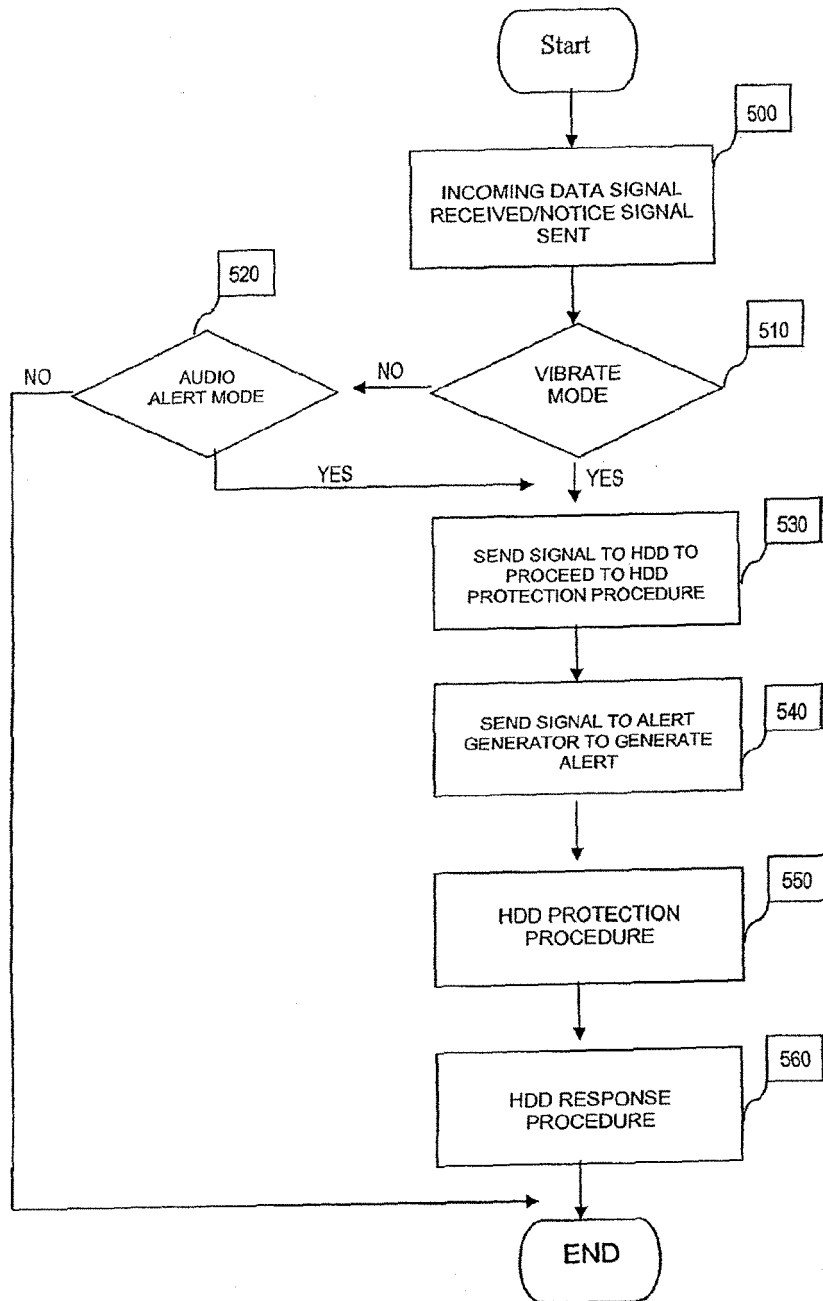 Start
500
INCOMING DATA SIGNAL
RECEIVED/NOTICE SIGNAL
SENT
520
510
NO
AUDIO
ALERT MODE
NO
VIBRATE
MODE
YES
YES
530
SEND SIGNAL TO HDD TO
PROCEED TO HDD
PROTECTION PROCEDURE
540
SEND SIGNAL TO ALERT
GENERATOR TO GENERATE
ALERT
550
HDD PROTECTION
PROCEDURE
560
HDD RESPONSE
PROCEDURE
END